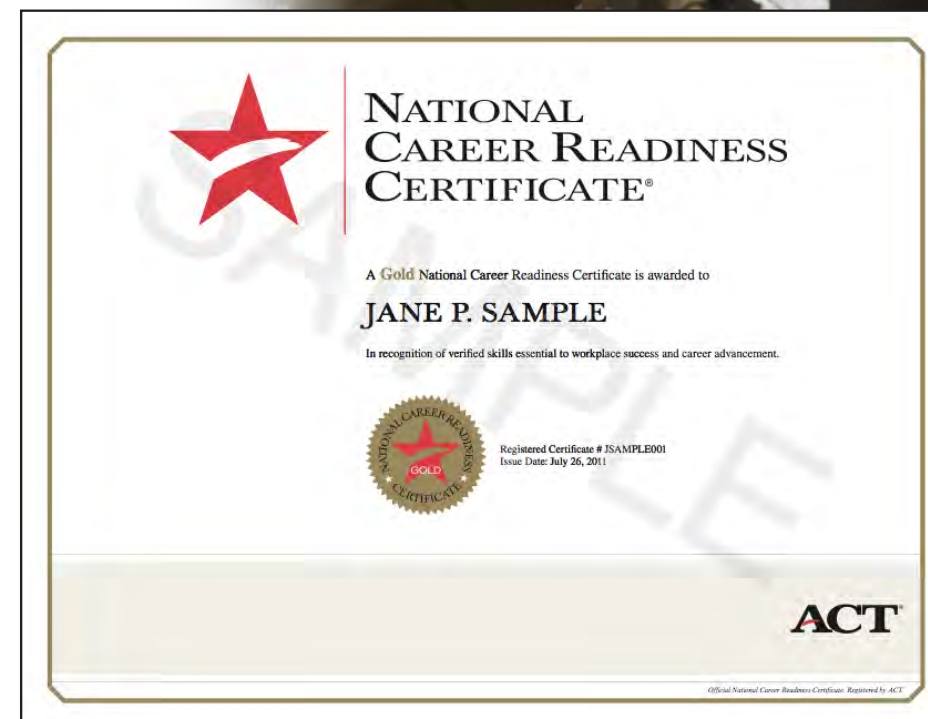 NATIONAL
CAREER READINESS
CERTIFICATE®
A Gold National Career Readiness Certificate is awarded to
JANE P. SAMPLE
In recognition of verified skills essential to workplace success and career advancement.
NATIONAL CAREER READINESS
GOLD
CERTIFICATE
Registered Certificate # JSAMPLE001
Issue Date: July 26, 2011
SAMPLE
ACT®
Official National Career Readiness Certificate. Registered by ACT